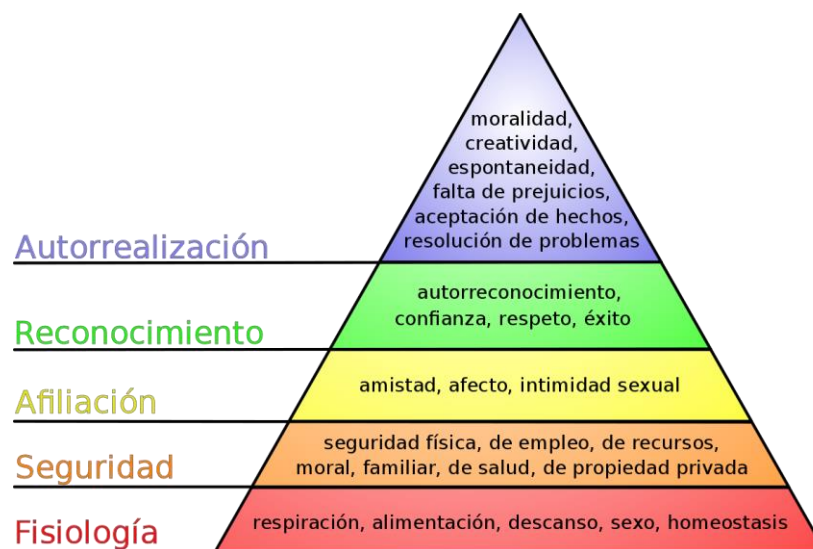 moralidad,
creatividad,
espontaneidad,
falta de prejuicios,
aceptación de hechos,
resolución de problemas
Autorrealización
autorreconocimiento,
confianza, respeto, éxito
Reconocimiento
amistad, afecto, intimidad sexual
Afiliación
seguridad física, de empleo, de recursos,
moral, familiar, de salud, de propiedad privada
Seguridad
respiración, alimentación, descanso, sexo, homeostasis
Fisiología